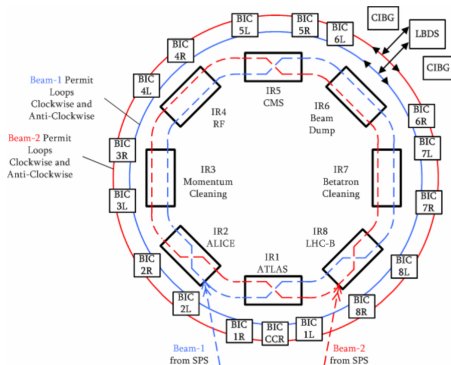 BIC
5L
BIC
5R
BIC
6L
CIBG
LBDS
CIBG
BIC
4R
BIC
4L
BIC
6R
BIC
7L
BIC
7R
BIC
8L
BIC
8R
BIC
1L
BIC
CCR
BIC
1R
BIC
2L
BIC
2R
BIC
3L
BIC
3R
Beam-1 Permit
Loops
Clockwise and
Anti-Clockwise
Beam-2 Permit
Loops
Clockwise and
Anti-Clockwise
IR5
CMS
IR4
RF
IR6
Beam
Dump
IR3
Momentum
Cleaning
IR7
Betatron
Cleaning
IR2
ALICE
IR8
LHC-B
IR1
ATLAS
Beam-1
from SPS
Beam-2
from SPS